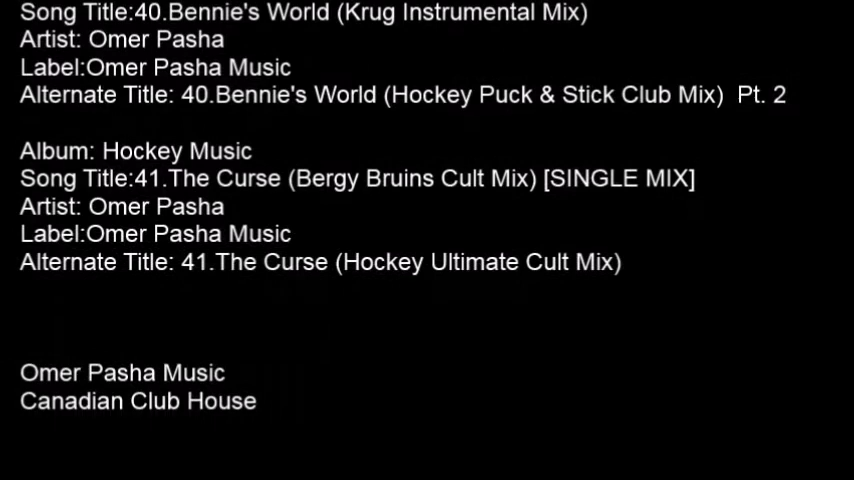 Song Title:40.Bennie's World (Krug Instrumental Mix)
Artist: Omer Pasha
Label:Omer Pasha Music
Alternate Title: 40.Bennie's World (Hockey Puck & Stick Club Mix)  Pt. 2
Album: Hockey Music
Song Title:41.The Curse (Bergy Bruins Cult Mix) [SINGLE MIX]
Artist: Omer Pasha
Label:Omer Pasha Music
Alternate Title: 41.The Curse (Hockey Ultimate Cult Mix)
Omer Pasha Music
Canadian Club House